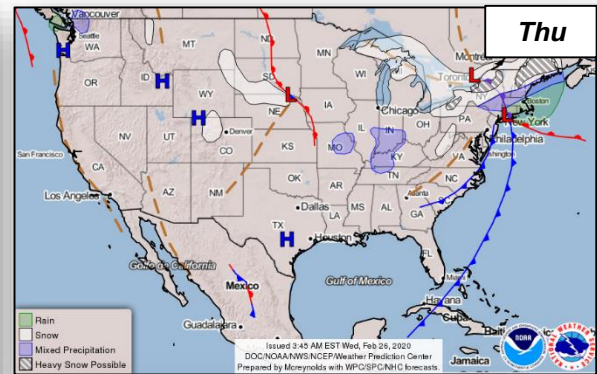 Thu
Vancouver
Seattle
WA
H
MT
ND
MN
Montréal
OR
ID
H
WY
SD
L
WI
MI
Toronto
L
NY
Boston
H
NE
IA
Chicago
PA
L
New York
NV
UT
Denver
CO
KS
MO
IL
IN
OH
KY
VA
Philadelphia
Washington
San Francisco
CA
AZ
NM
OK
AR
TN
NC
SC
Los Angeles
Dallas
LA
MS
AL
Atlanta
GA
TX
H
Houston
FL
Golfo de California
Gulf of Mexico
Miami
Mexico
Havana
Cuba
Guadalajara
Jamaica
Rain
Snow
Mixed Precipitation
Heavy Snow Possible
Issued 3:45 AM EST Wed, Feb 26, 2020
DOC/NOAA/NWS/NCEP/Weather Prediction Center
Prepared by Mcreynolds with WPC/SPC/NHC forecasts.
NOAA